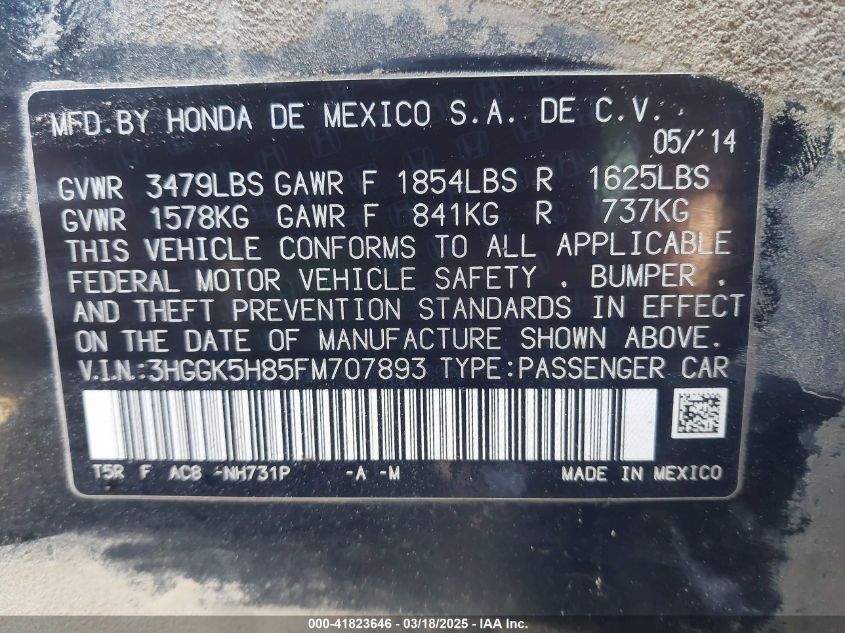 MFD.BY HONDA DE MEXICO S.A. DE C.V.
05/'14
GVWR 3479LBS GAWR F 1854LBS R 1625LBS
GVWR 1578KG GAWR F 841KG R 737KG
THIS VEHICLE CONFORMS TO ALL APPLICABLE
FEDERAL MOTOR VEHICLE SAFETY , BUMPER ,
AND THEFT PREVENTION STANDARDS IN EFFECT
ON THE DATE OF MANUFACTURE SHOWN ABOVE.
V.I.N.:3HGGK5H85FM707893 TYPE:PASSENGER CAR
T5R F AC8 -NH731P -A -M MADE IN MEXICO
000-41823646 - 03/18/2025 - IAA Inc.